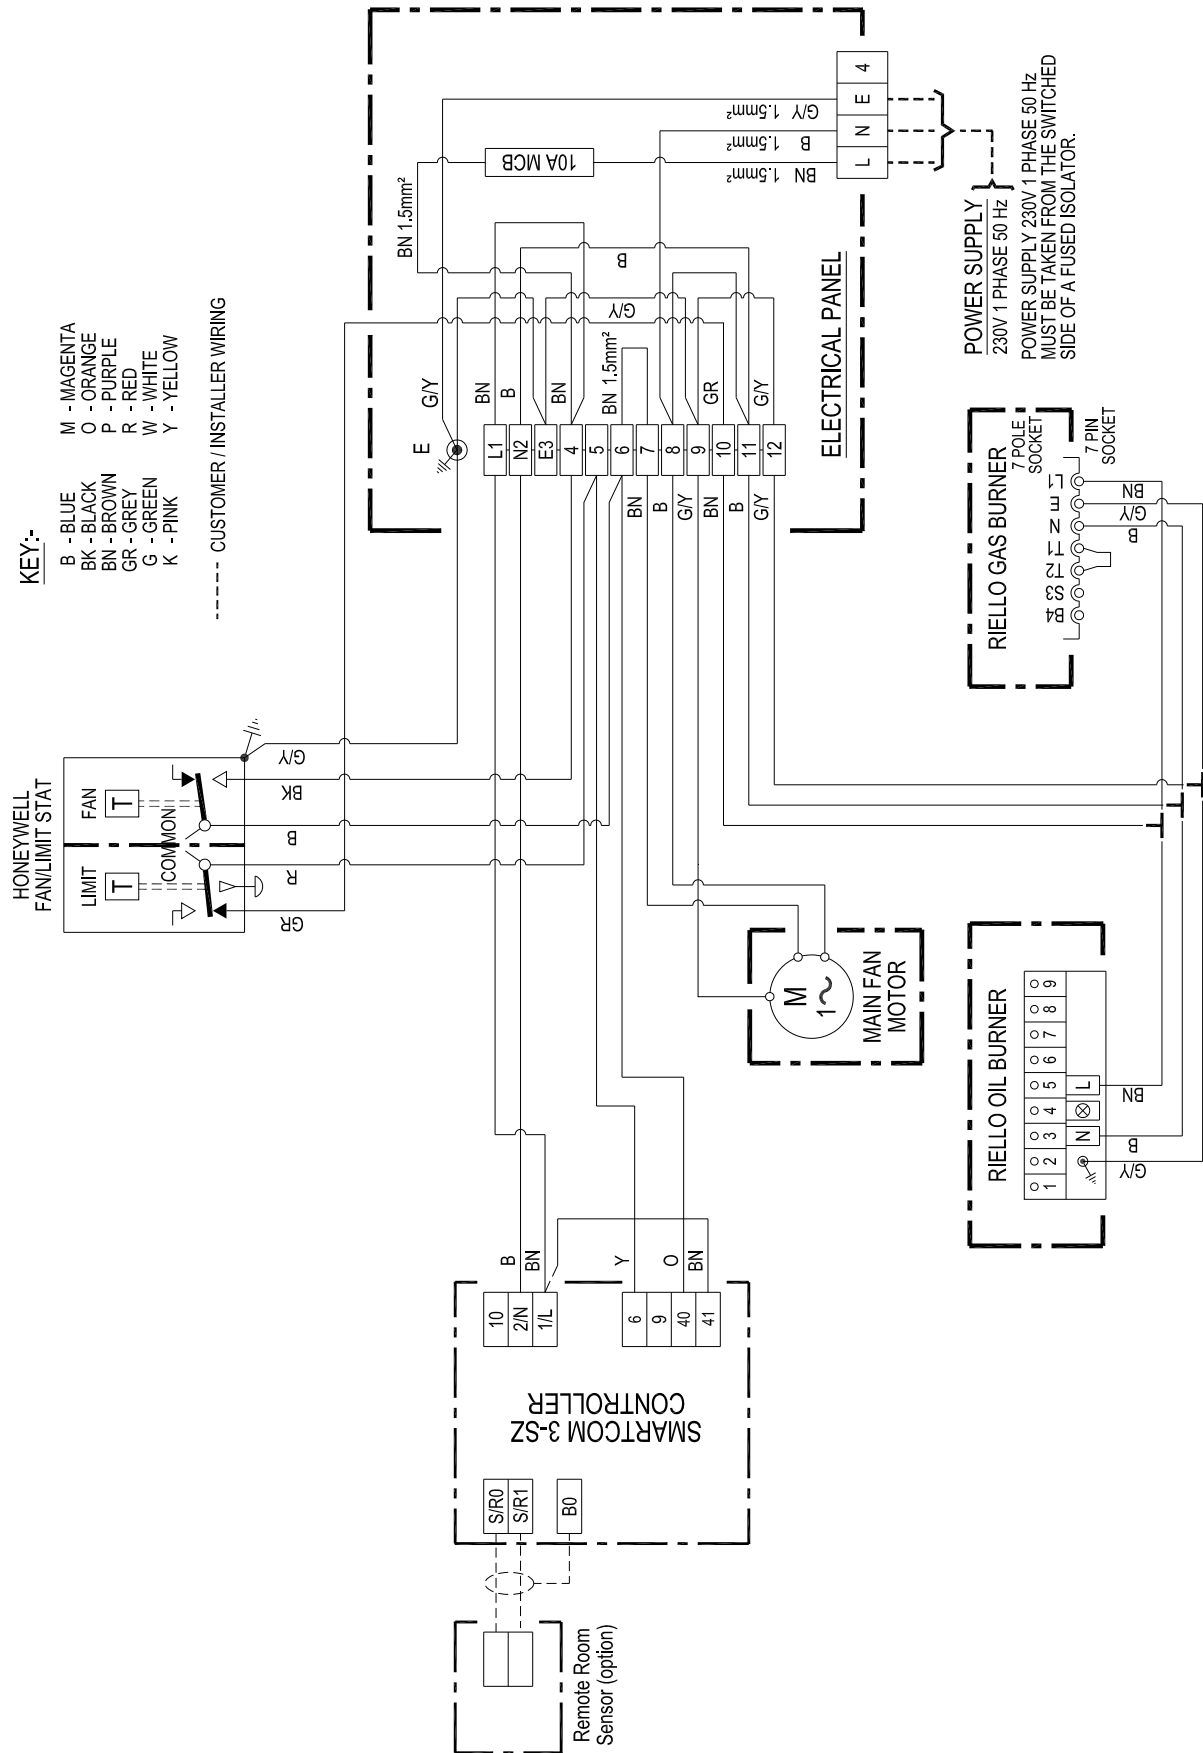 KEY:-
B - BLUE
BK - BLACK
BN - BROWN
GR - GREY
G - GREEN
K - PINK
M - MAGENTA
O - ORANGE
P - PURPLE
R - RED
W - WHITE
Y - YELLOW
CUSTOMER / INSTALLER WIRING
HONEYWELL
FAN/LIMIT STAT
LIMIT
FAN
T
T
COMMON
GR
R
B
BK
G/Y
ELECTRICAL PANEL
E
G/Y
BN 1.5mm²
10A MCB
BN 1.5mm²
B 1.5mm²
G/Y 1.5mm²
L
N
E
4
BN
B
BN
B
G/Y
BN 1.5mm²
GR
G/Y
L1
N2
E3
4
5
6
7
8
9
10
11
12
BN
B
G/Y
BN
B
G/Y
POWER SUPPLY
230V 1 PHASE 50 Hz
POWER SUPPLY 230V 1 PHASE 50 Hz
MUST BE TAKEN FROM THE SWITCHED
SIDE OF A FUSED ISOLATOR.
Remote Room
Sensor (option)
S/R0
S/R1
B0
SMARTCOM 3-SZ
CONTROLLER
10
2/N
1/L
B
BN
6
9
40
41
Y
O
BN
M
1
MAIN FAN
MOTOR
RIELLO OIL BURNER
1
2
3
4
5
6
7
8
9
N
L
G/Y
B
BN
RIELLO GAS BURNER
7 POLE
SOCKET
B4
S3
T2
T1
N
E
L1
7 PIN
SOCKET
B
G/Y
BN